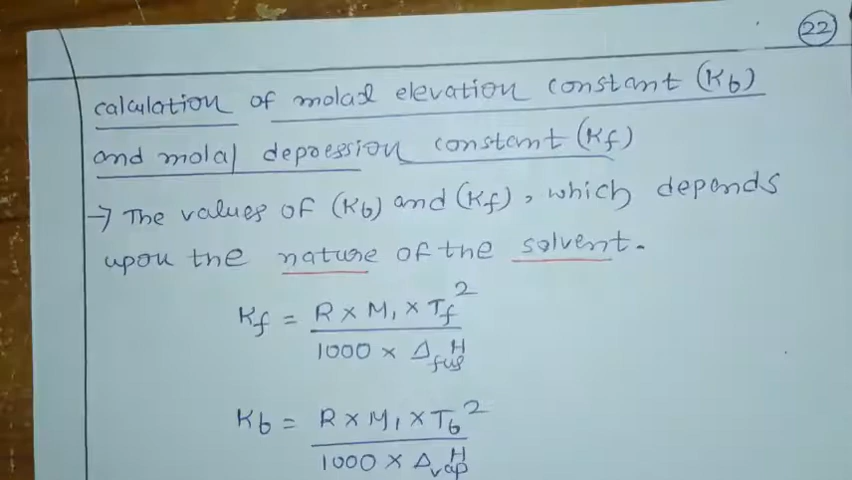 22
calculation of molal elevation constant (Kb)
and molal depression constant (Kf)
→ The values of (Kb) and (Kf), which depends
upon the nature of the solvent.
Kf = R × M₁ × Tf² / 1000 × ΔfusH
Kb = R × M₁ × Tb² / 1000 × ΔvapH